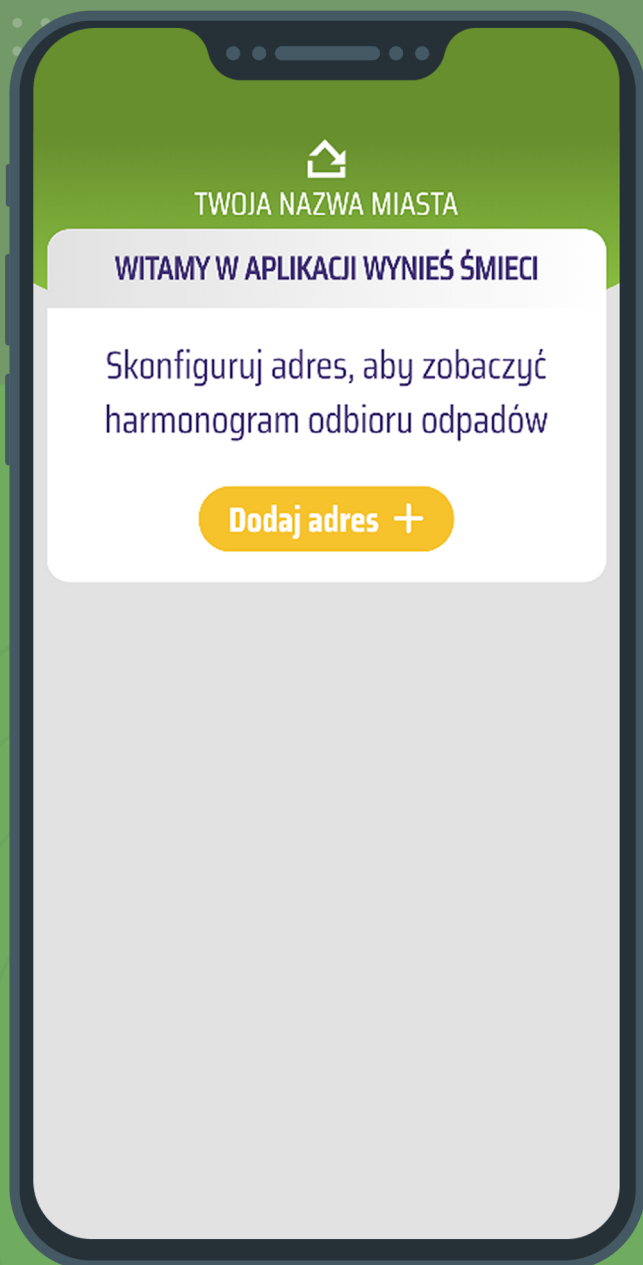 TWOJA NAZWA MIASTA
WITAMY W APLIKACJI WYNIEŚ ŚMIECI
Skonfiguruj adres, aby zobaczyć
harmonogram odbioru odpadów
Dodaj adres +